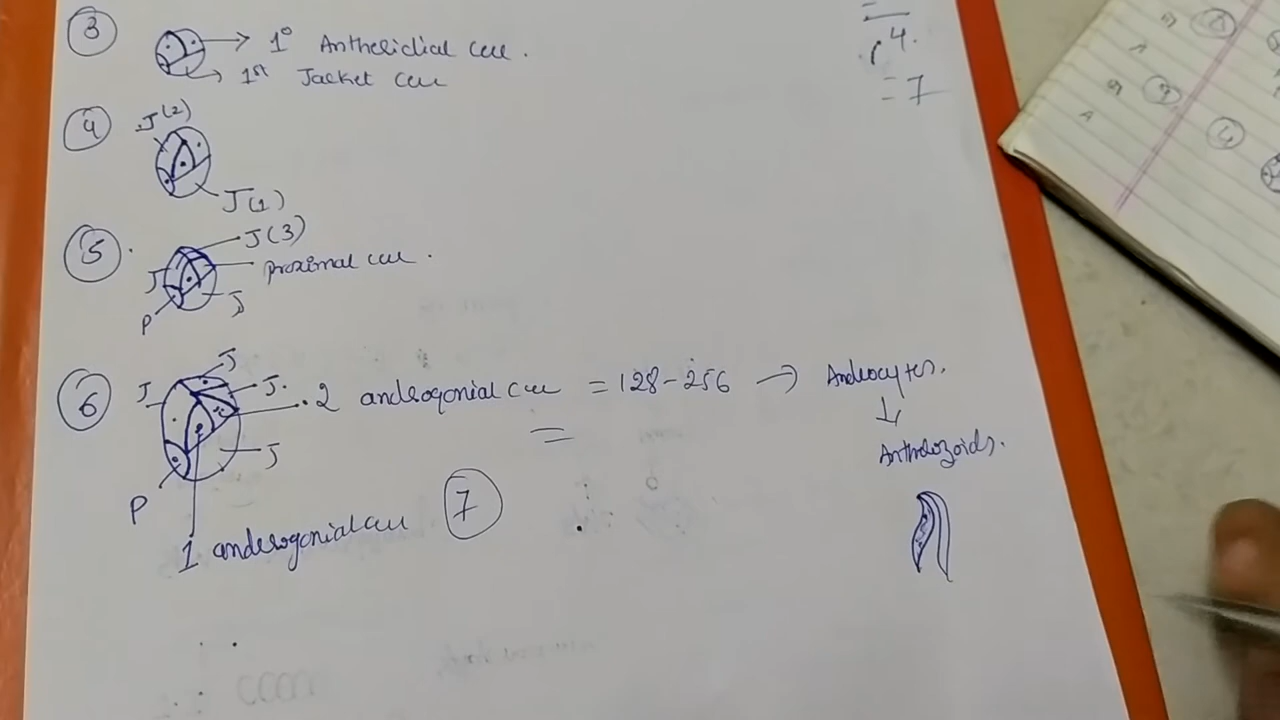 3
1° Antheridial cell.
1st Jacket cell
4
J(2)
J(1)
5
J(3)
proximal cell.
J
J
P
6
J
J
J.
2 androgonial cell = 128-256 → Androcytes.
J
Antherozoids.
P
1 androgonial cell 7
4.
= 7